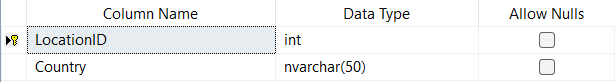 Column Name Data Type Allow Nulls
LocationID int
Country nvarchar(50)